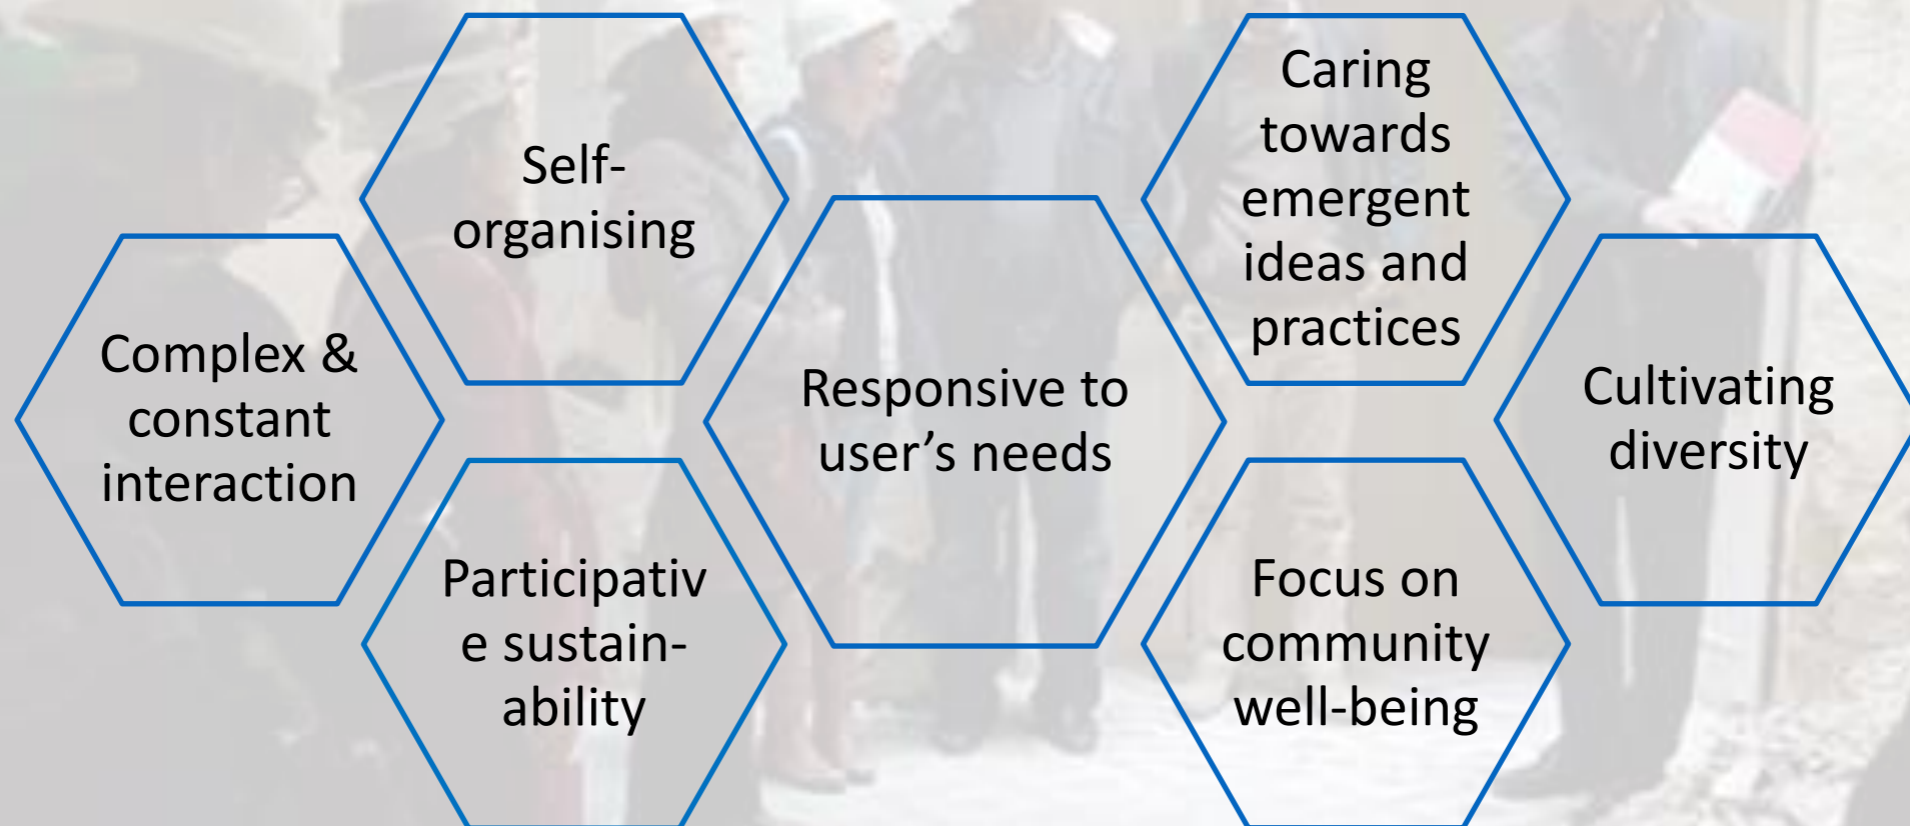 Complex &
constant
interaction
Self-
organising
Participativ
e sustain-
ability
Responsive to
user’s needs
Caring
towards
emergent
ideas and
practices
Focus on
community
well-being
Cultivating
diversity